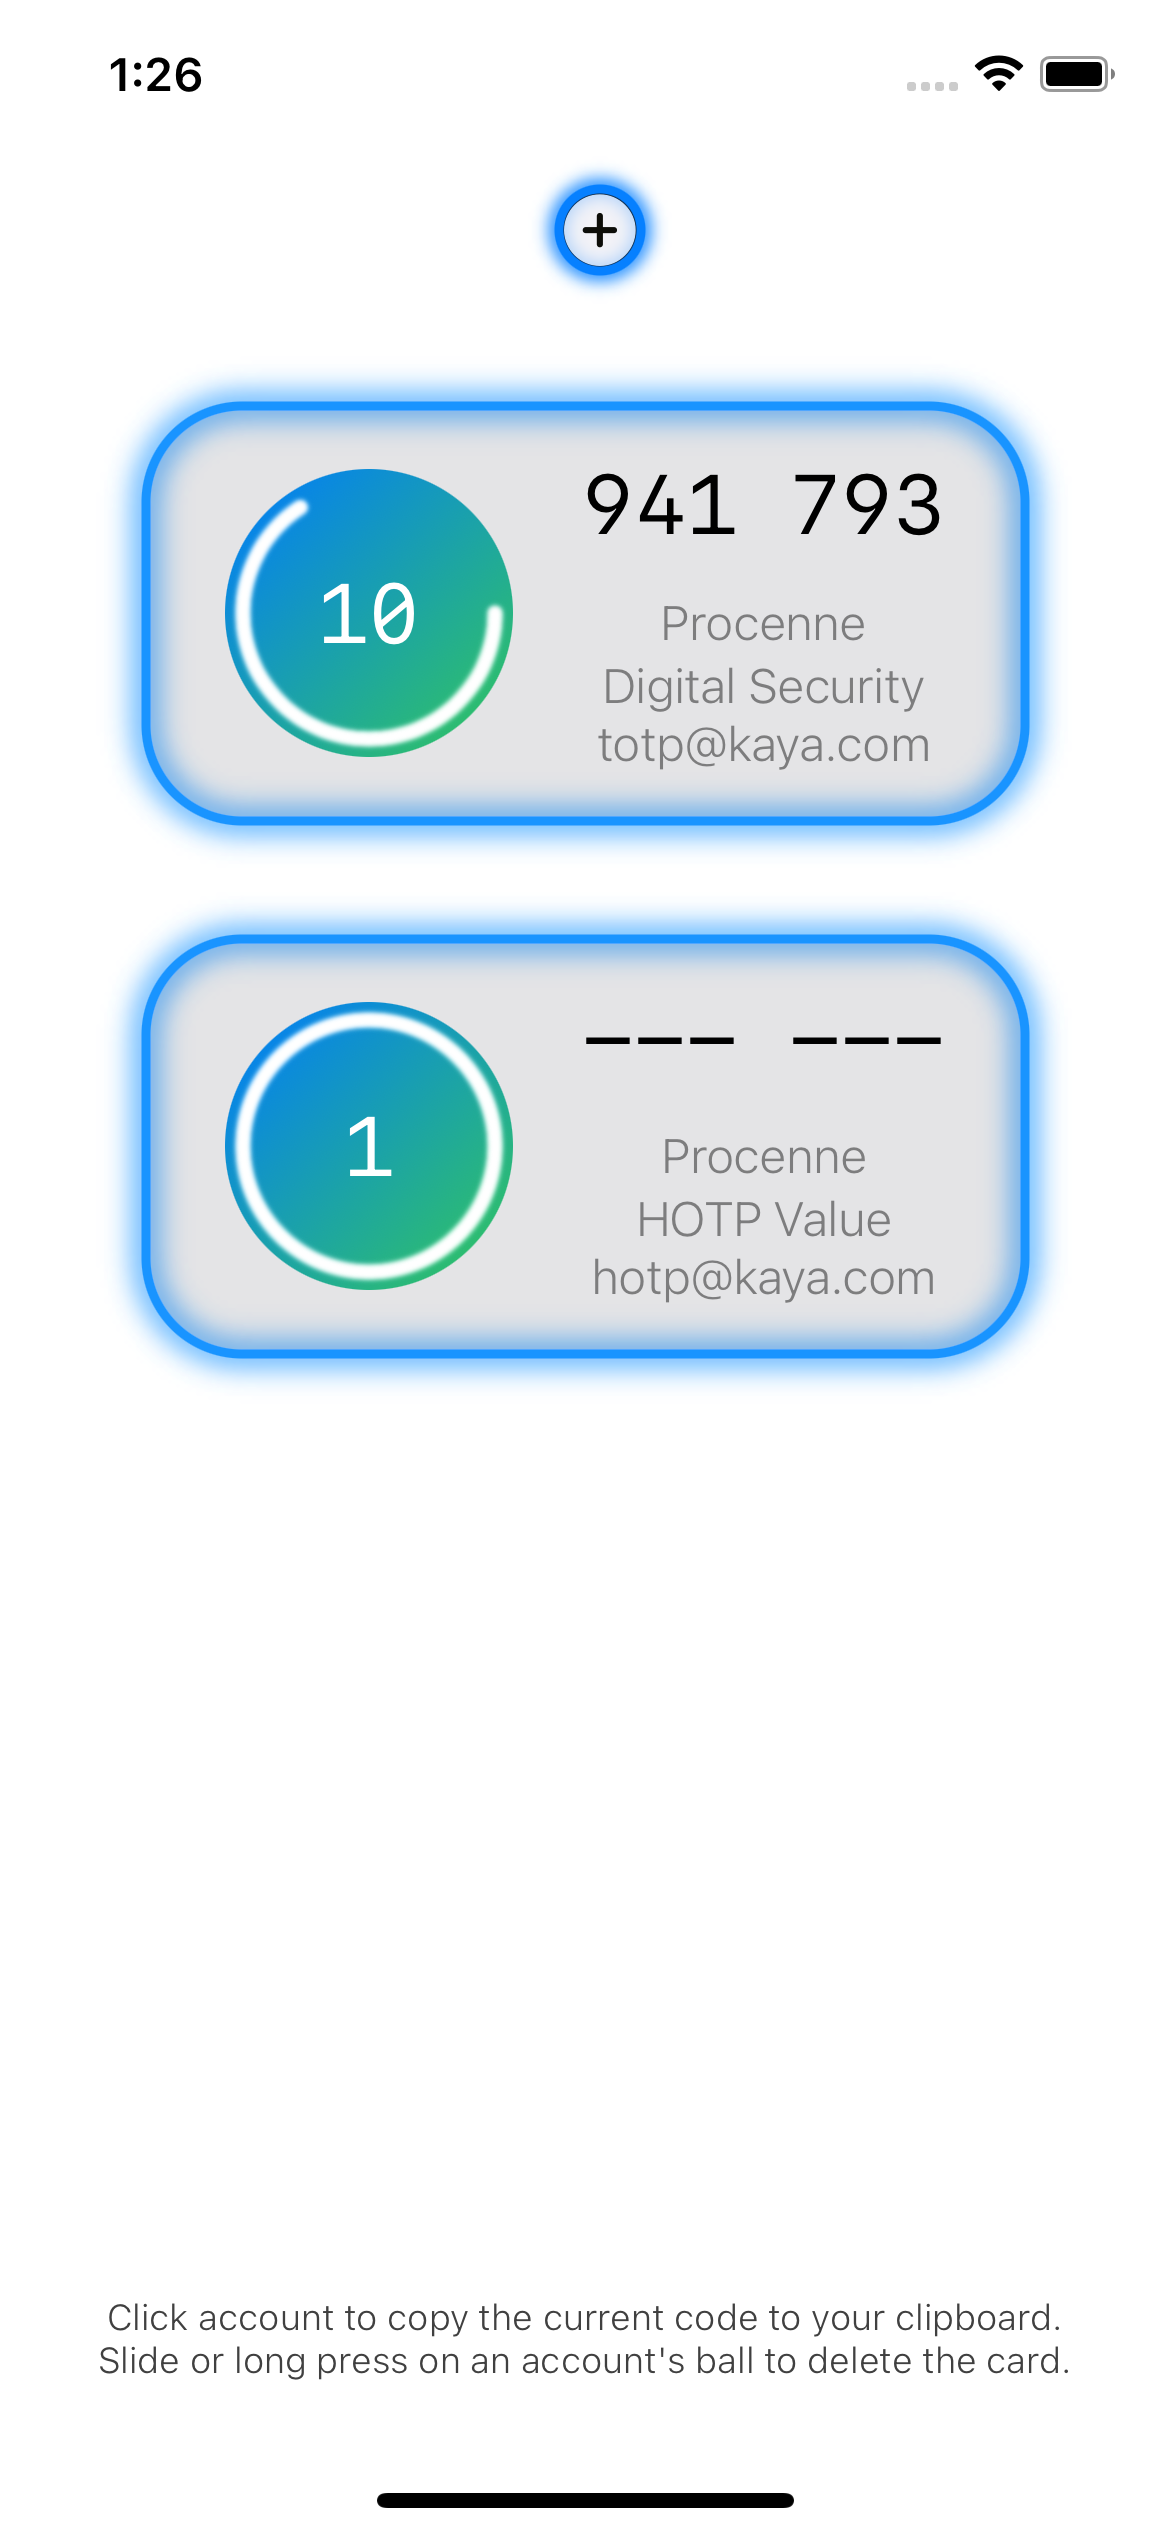 1:26
10
941 793
Procenne
Digital Security
totp@kaya.com
1
––– –––
Procenne
HOTP Value
hotp@kaya.com
Click account to copy the current code to your clipboard.
Slide or long press on an account's ball to delete the card.